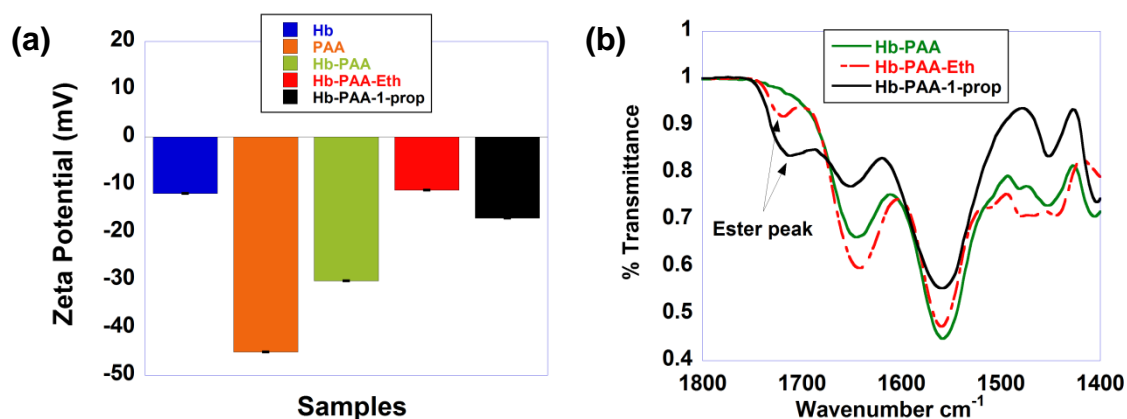 (a)
Hb
PAA
Hb-PAA
Hb-PAA-Eth
Hb-PAA-1-prop
20
10
0
-10
-20
-30
-40
-50
Zeta Potential (mV)
Samples
(b)
Hb-PAA
Hb-PAA-Eth
Hb-PAA-1-prop
1
0.9
0.8
0.7
0.6
0.5
0.4
% Transmittance
Ester peak
1800 1700 1600 1500 1400
Wavenumber cm-1